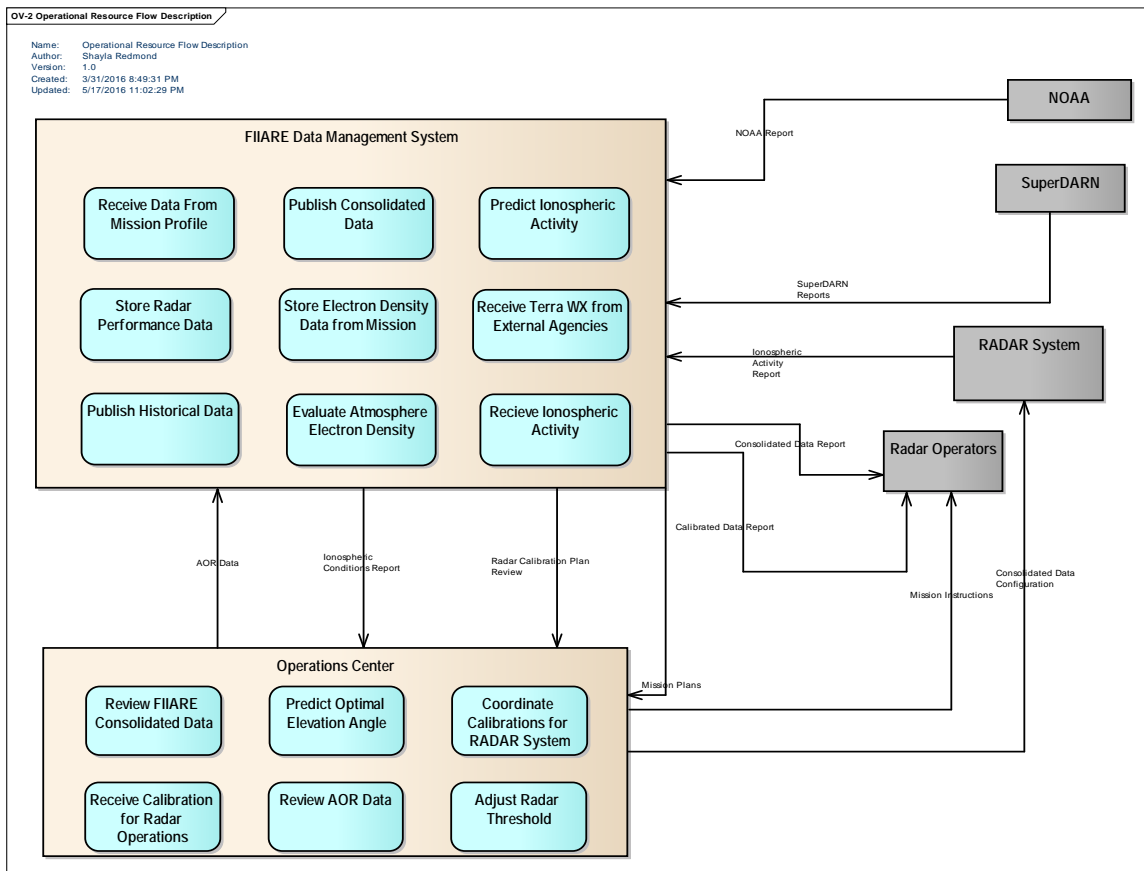 OV-2 Operational Resource Flow Description
Name: Operational Resource Flow Description
Author: Shayla Redmond
Version: 1.0
Created: 3/31/2016 8:49:31 PM
Updated: 5/17/2016 11:02:29 PM
NOAA
NOAA Report
SuperDARN
SuperDARN
Reports
RADAR System
Ionospheric
Activity
Report
Radar Operators
Consolidated Data Report
Calibrated Data Report
Consolidated Data
Configuration
Mission Instructions
Mission Plans
FIIARE Data Management System
Receive Data From
Mission Profile
Publish Consolidated
Data
Predict Ionospheric
Activity
Store Radar
Performance Data
Store Electron Density
Data from Mission
Receive Terra WX from
External Agencies
Publish Historical Data
Evaluate Atmosphere
Electron Density
Recieve Ionospheric
Activity
AOR Data
Ionospheric
Conditions Report
Radar Calibration Plan
Review
Operations Center
Review FIIARE
Consolidated Data
Predict Optimal
Elevation Angle
Coordinate
Calibrations for
RADAR System
Receive Calibration
for Radar
Operations
Review AOR Data
Adjust Radar
Threshold